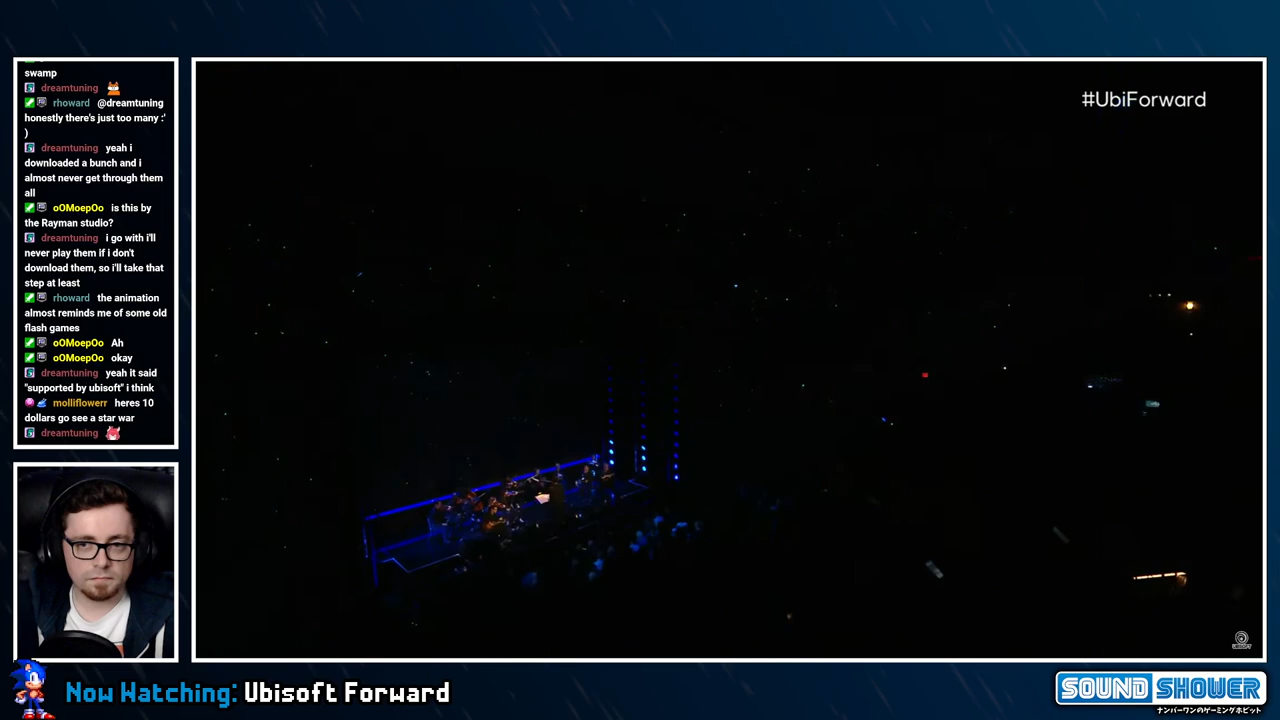 swamp
dreamtuning
rhoward @dreamtuning
honestly there's just too many :'
)
dreamtuning yeah i
downloaded a bunch and i
almost never get through them
all
oOMoepOo is this by
the Rayman studio?
dreamtuning i go with i'll
never play them if i don't
download them, so i'll take that
step at least
rhoward the animation
almost reminds me of some old
flash games
oOMoepOo Ah
oOMoepOo okay
dreamtuning yeah it said
"supported by ubisoft" i think
molliflowerr heres 10
dollars go see a star war
dreamtuning
#UbiForward
UBISOFT
Now Watching: Ubisoft Forward
SOUND SHOWER
ナンバーワンのゲーミングホビット